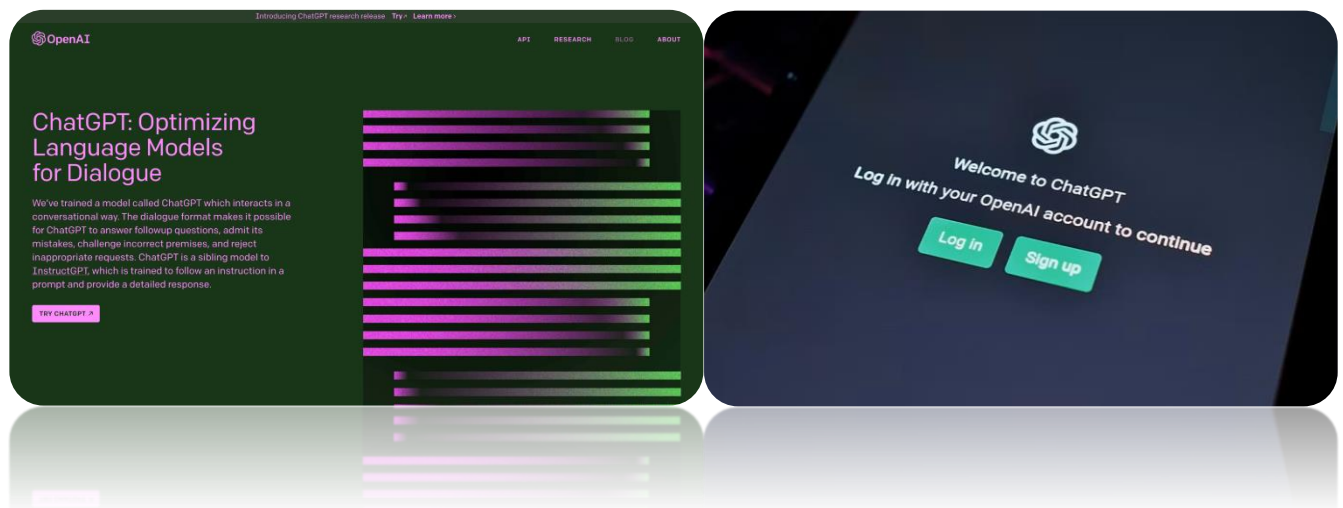 Introducing ChatGPT research release Try↗ Learn more ›
OpenAI
API RESEARCH BLOG ABOUT
ChatGPT: Optimizing
Language Models
for Dialogue
We've trained a model called ChatGPT which interacts in a
conversational way. The dialogue format makes it possible
for ChatGPT to answer followup questions, admit its
mistakes, challenge incorrect premises, and reject
inappropriate requests. ChatGPT is a sibling model to
InstructGPT, which is trained to follow an instruction in a
prompt and provide a detailed response.
TRY CHATGPT ↗
Welcome to ChatGPT
Log in with your OpenAI account to continue
Log in
Sign up